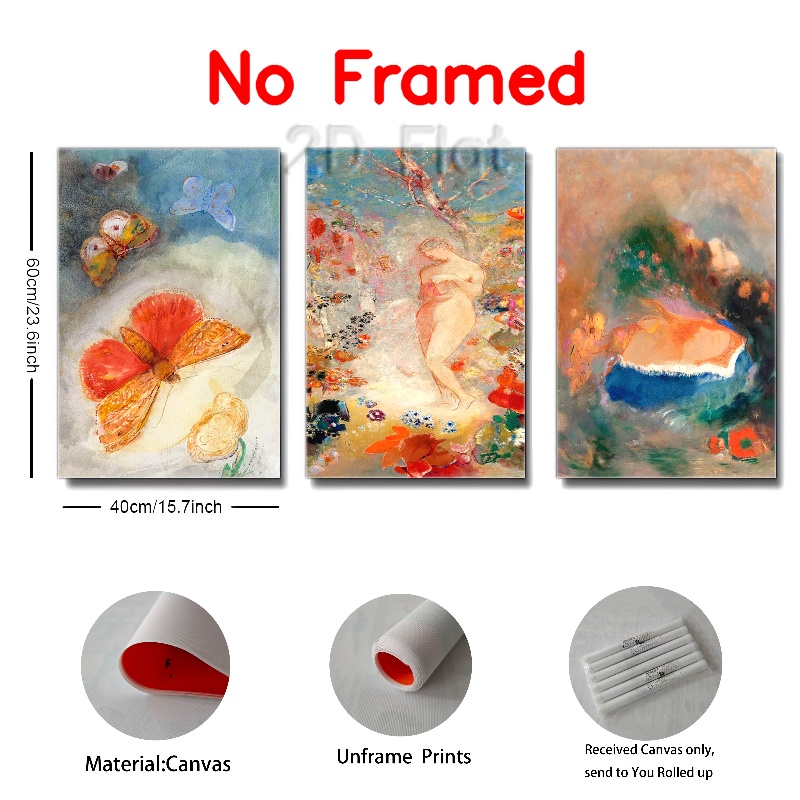 No Framed
2D Flat
60cm/23.6inch
40cm/15.7inch
Material:Canvas
Unframe Prints
Received Canvas only,
send to You Rolled up